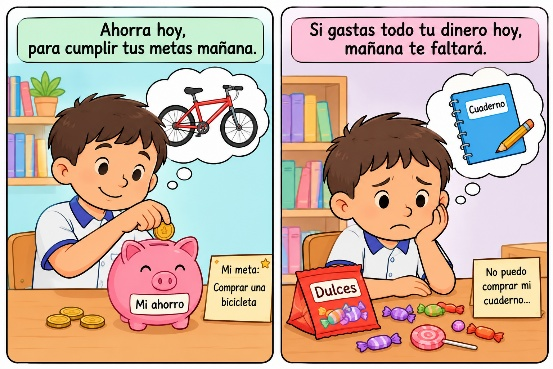 Ahorra hoy,
para cumplir tus metas mañana.
Mi ahorro
Mi meta:
Comprar una
bicicleta
Si gastas todo tu dinero hoy,
mañana te faltará.
Cuaderno
Dulces
No puedo
comprar mi
cuaderno...